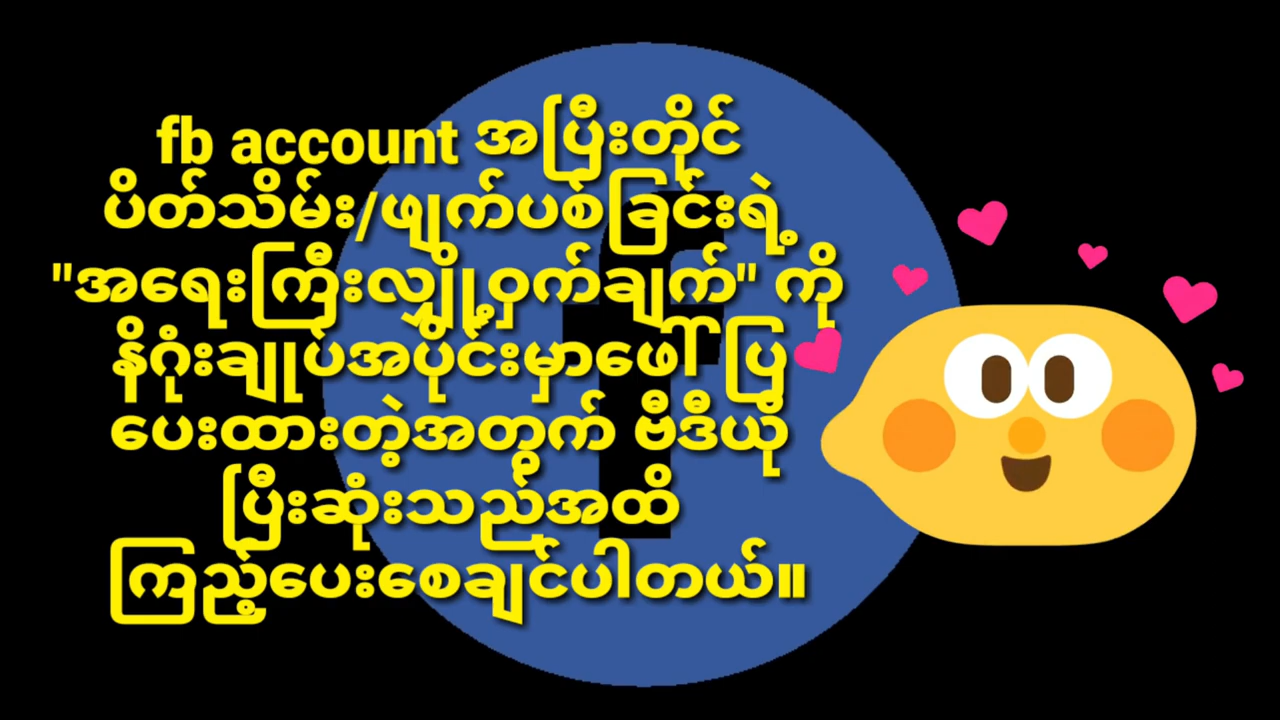 fb account အပြီးတိုင်
ပိတ်သိမ်း/ဖျက်ပစ်ခြင်းရဲ့
"အရေးကြီးလျှို့ဝှက်ချက်" ကို
နိဂုံးချုပ်အပိုင်းမှာဖေါ် ပြ
ပေးထားတဲ့အတွက် ဗီဒီယို
ပြီးဆုံးသည်အထိ
ကြည့်ပေးစေချင်ပါတယ်။